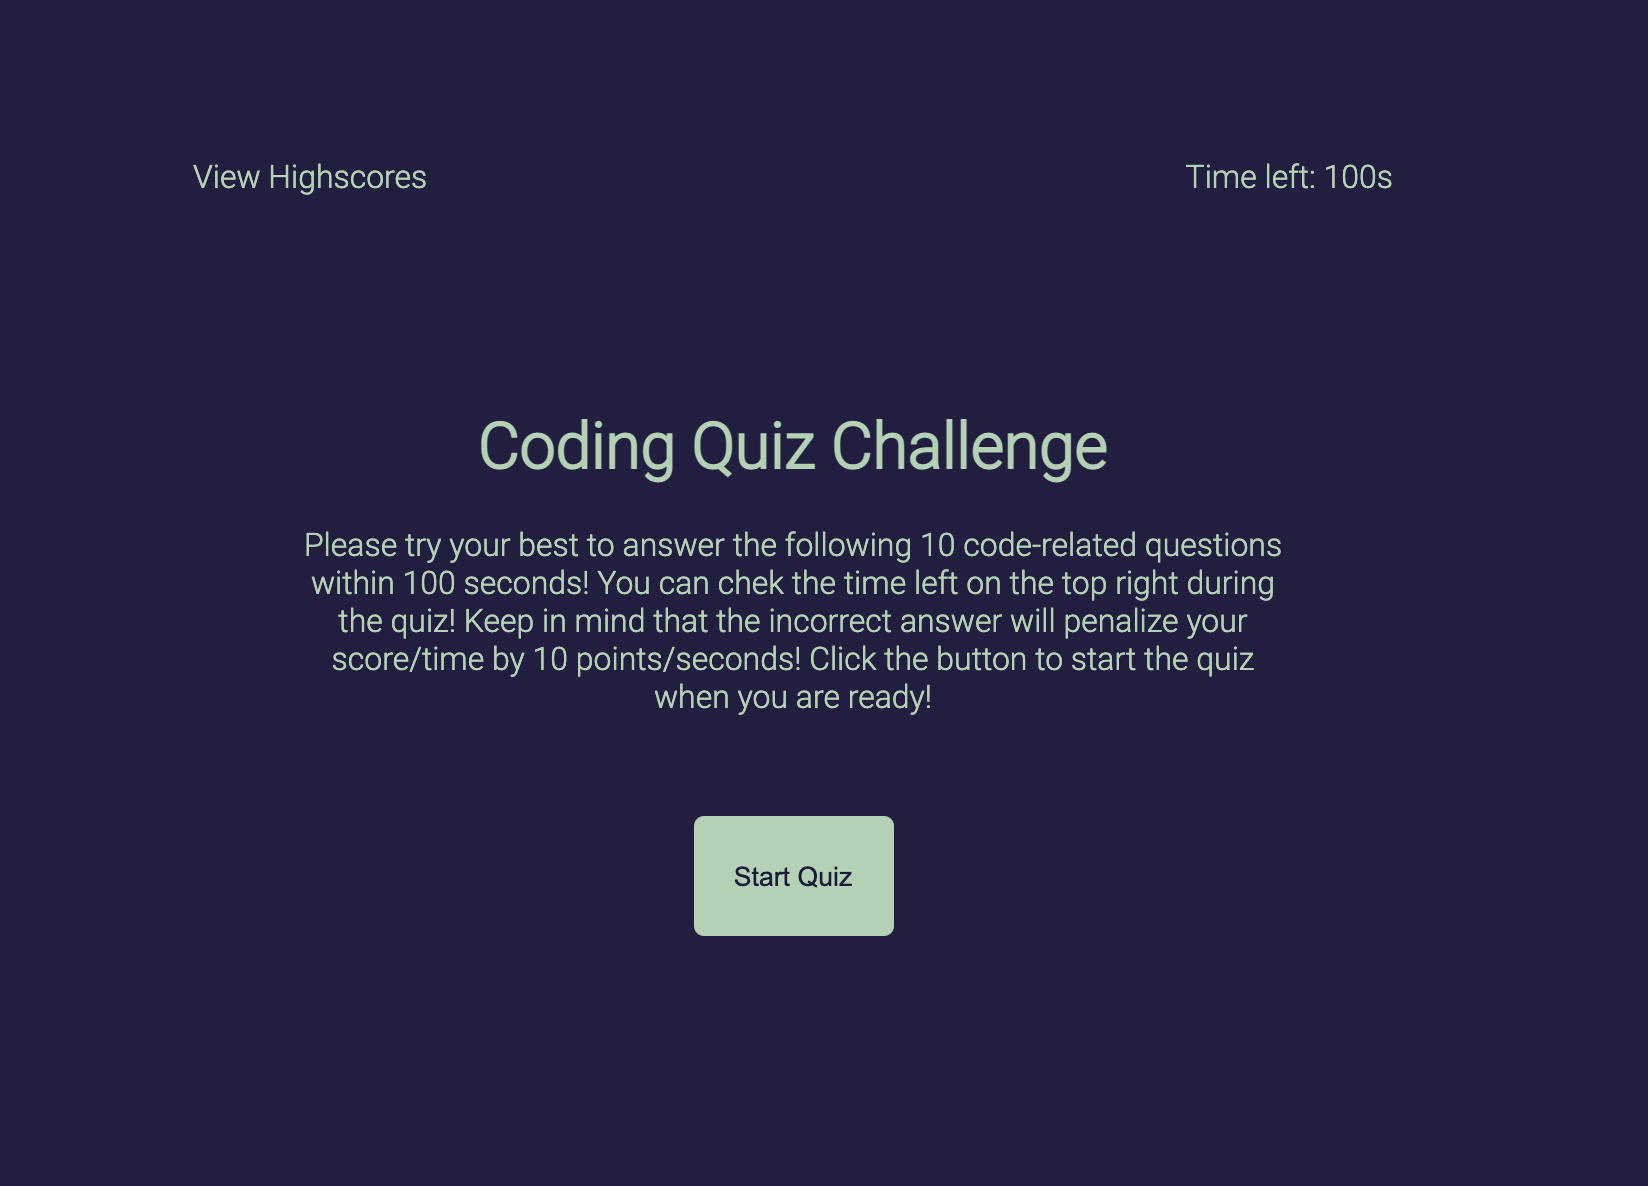 View Highscores
Time left: 100s
Coding Quiz Challenge
Please try your best to answer the following 10 code-related questions
within 100 seconds! You can chek the time left on the top right during
the quiz! Keep in mind that the incorrect answer will penalize your
score/time by 10 points/seconds! Click the button to start the quiz
when you are ready!
Start Quiz